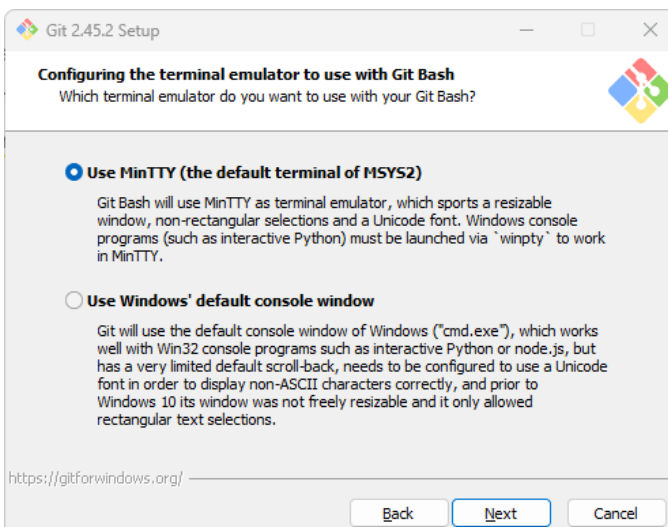 Git 2.45.2 Setup
Configuring the terminal emulator to use with Git Bash
Which terminal emulator do you want to use with your Git Bash?
Use MinTTY (the default terminal of MSYS2)
Git Bash will use MinTTY as terminal emulator, which sports a resizable
window, non-rectangular selections and a Unicode font. Windows console
programs (such as interactive Python) must be launched via `winpty` to work
in MinTTY.
Use Windows' default console window
Git will use the default console window of Windows ("cmd.exe"), which works
well with Win32 console programs such as interactive Python or node.js, but
has a very limited default scroll-back, needs to be configured to use a Unicode
font in order to display non-ASCII characters correctly, and prior to
Windows 10 its window was not freely resizable and it only allowed
rectangular text selections.
https://gitforwindows.org/
Back Next Cancel